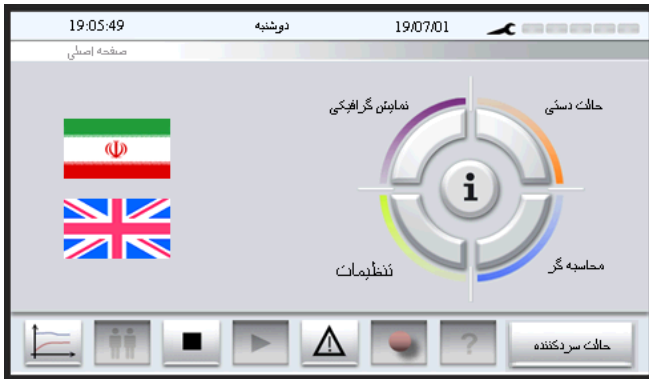 19:05:49 دوشنبه 19/07/01
صفحه اصلی
نمایش گرافیکی حالت دستی
i
تنظیمات محاسبه گر
? حالت سردکننده